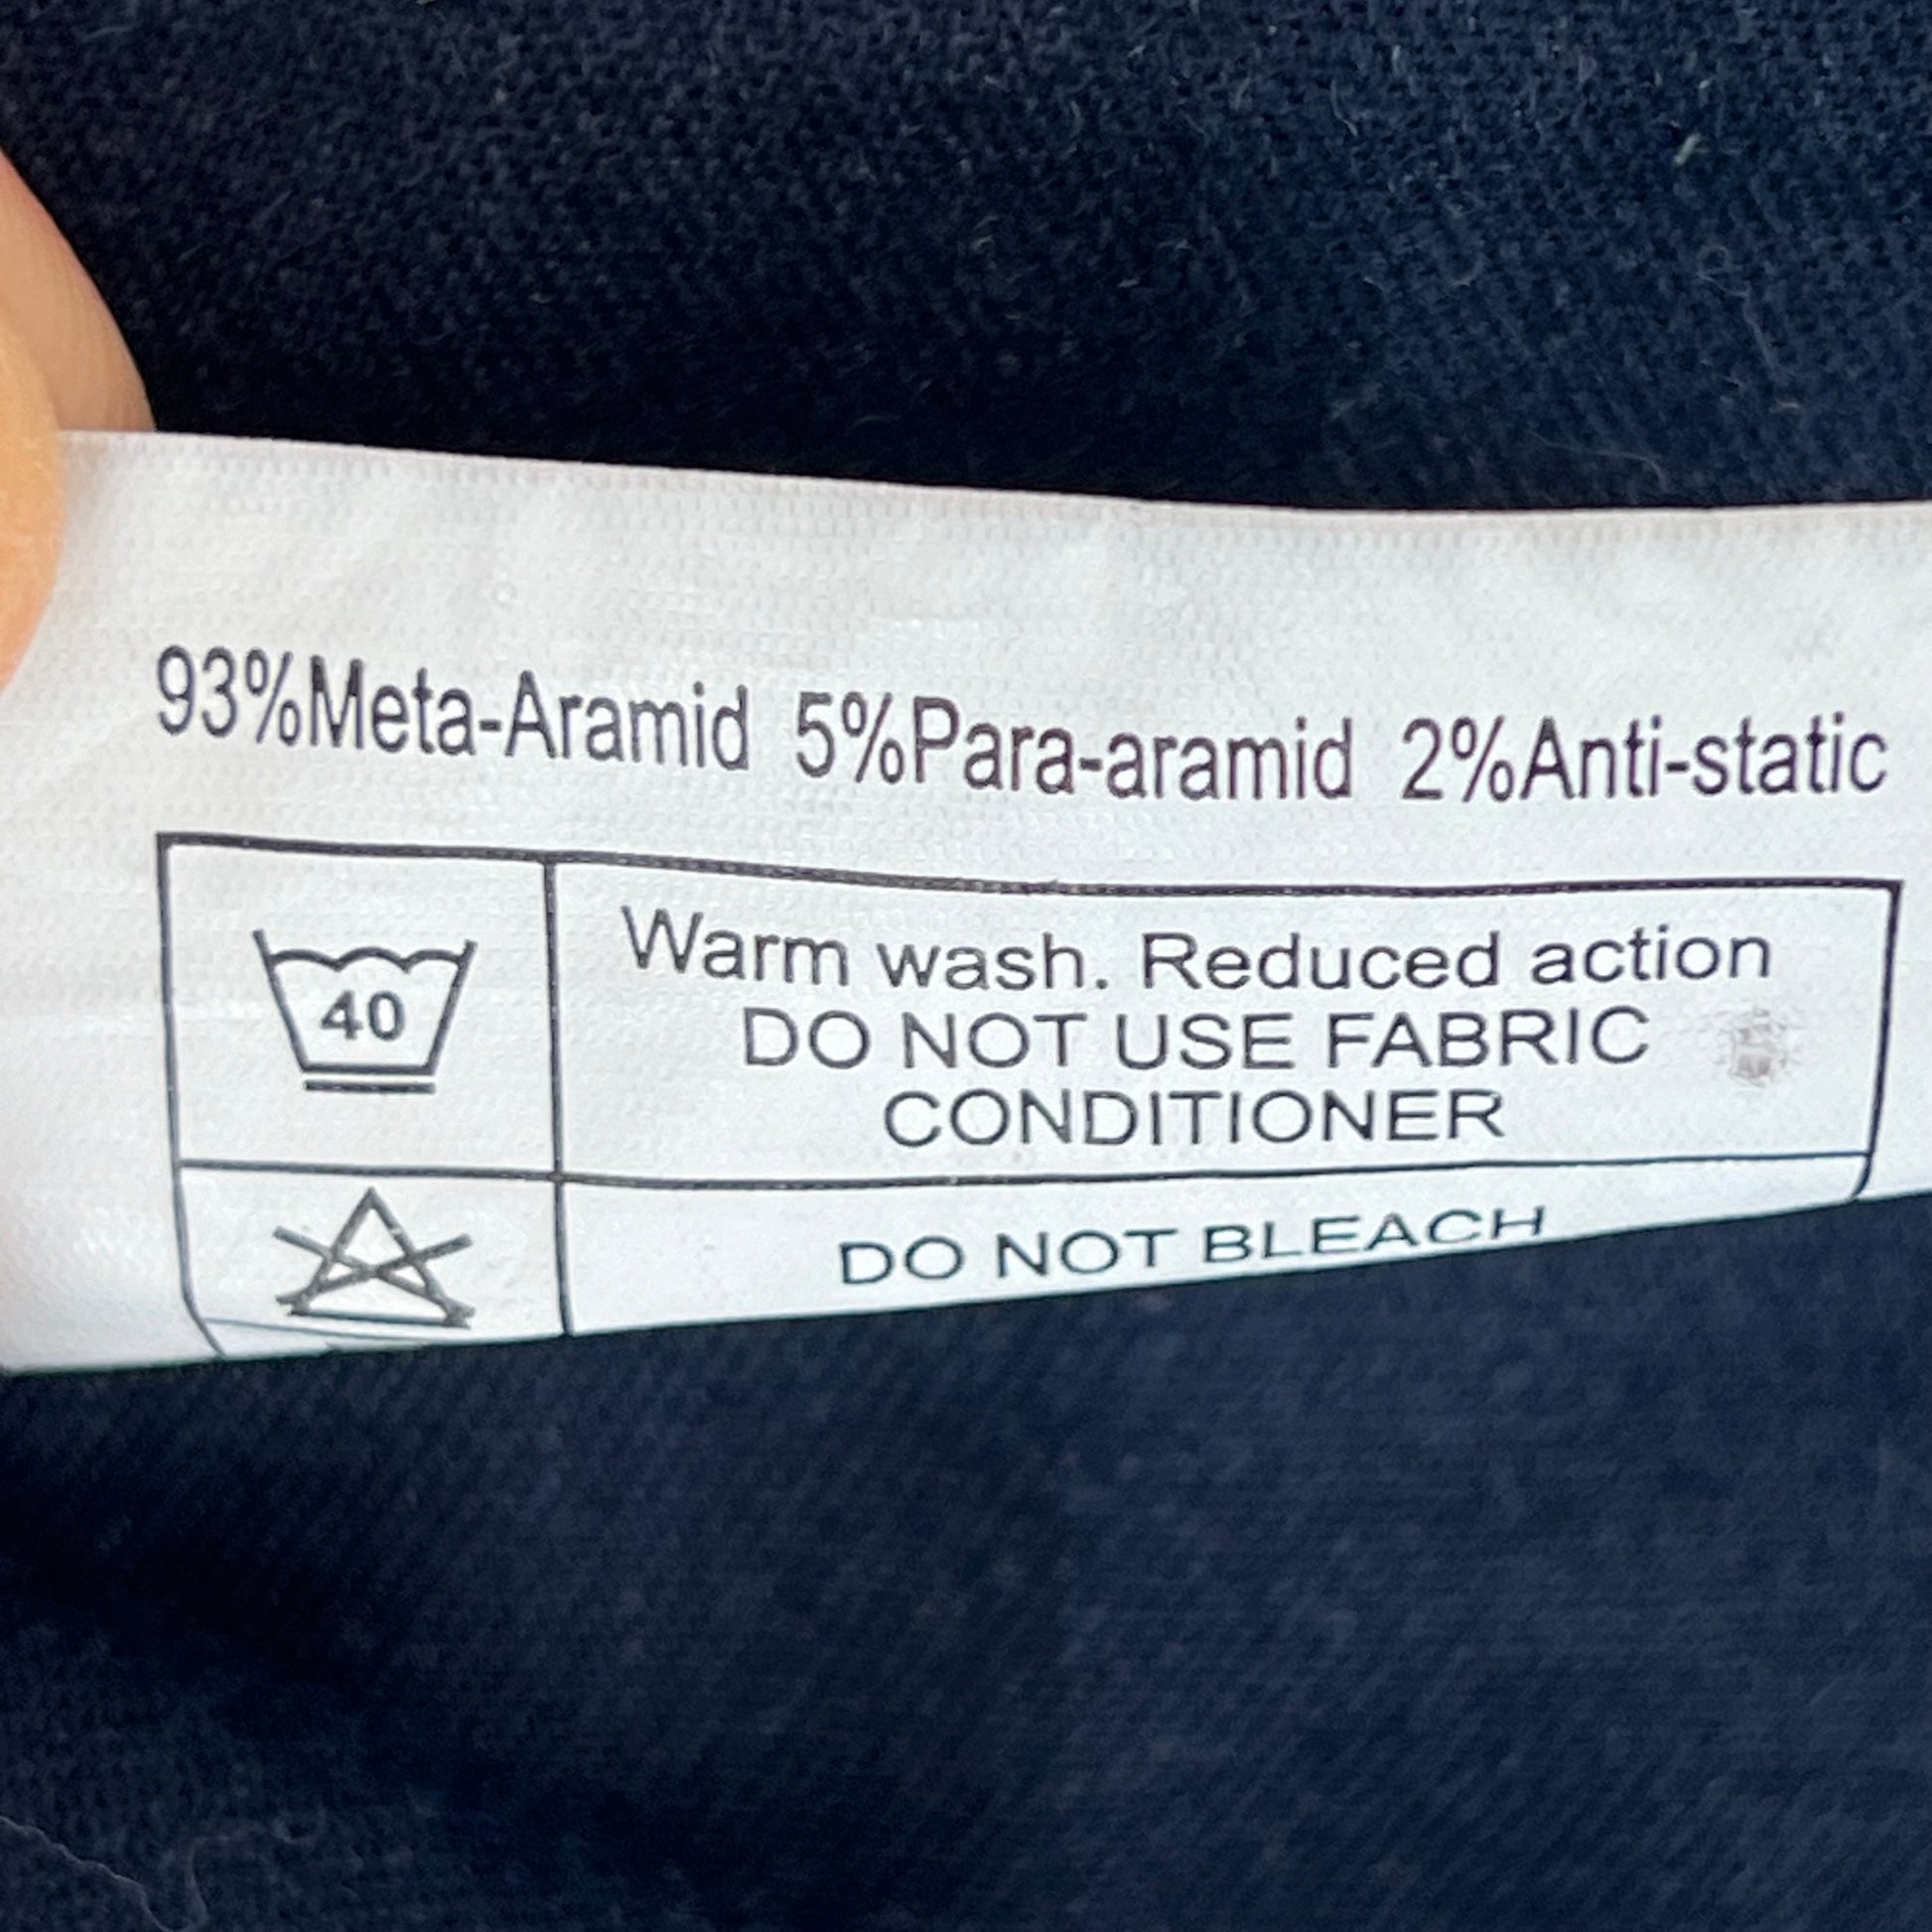 93%Meta-Aramid 5%Para-aramid 2%Anti-static
40
Warm wash. Reduced action
DO NOT USE FABRIC
CONDITIONER
DO NOT BLEACH